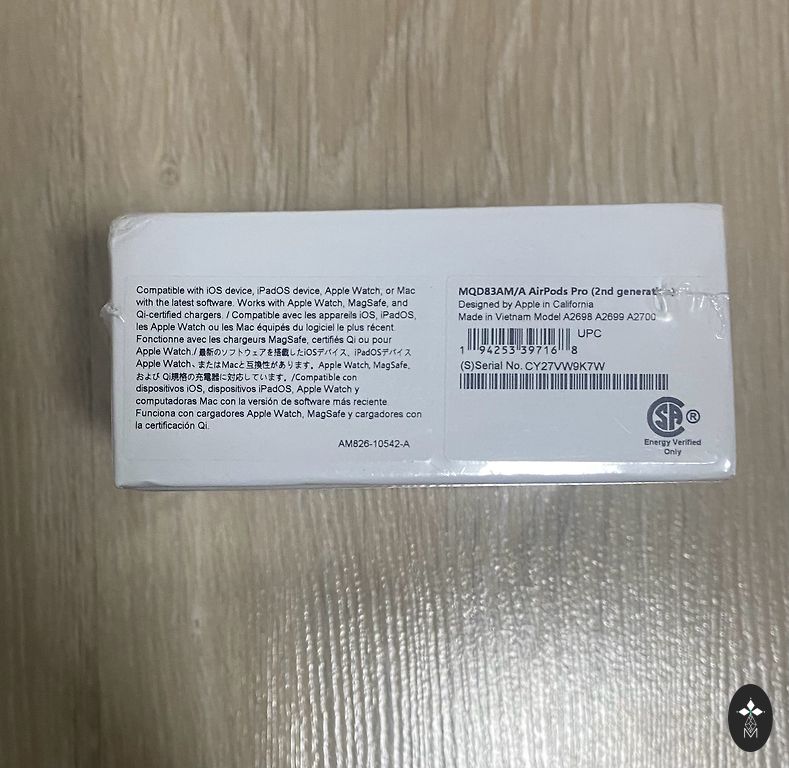 Compatible with iOS device, iPadOS device, Apple Watch, or Mac
with the latest software. Works with Apple Watch, MagSafe, and
Qi-certified chargers. / Compatible avec les appareils iOS, iPadOS,
les Apple Watch ou les Mac équipés du logiciel le plus récent.
Fonctionne avec les chargeurs MagSafe, certifiés Qi ou pour
Apple Watch./ 最新のソフトウェアを搭載したiOSデバイス、iPadOSデバイス
Apple Watch、またはMacと互換性があります。Apple Watch, MagSafe,
および Qi規格の充電器に対応しています。/Compatible con
dispositivos iOS, dispositivos iPadOS, Apple Watch y
computadoras Mac con la versión de software más reciente.
Funciona con cargadores Apple Watch, MagSafe y cargadores con
la certificación Qi.
AM826-10542-A
MQD83AM/A AirPods Pro (2nd generation)
Designed by Apple in California
Made in Vietnam Model A2698 A2699 A2700
UPC
1 94253 39716 8
(S)Serial No. CY27VW9K7W
SA ®
Energy Verified
Only
M